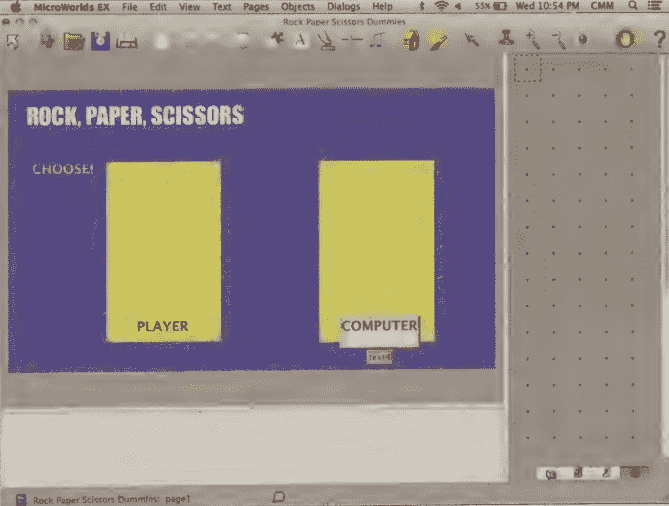 MicroWorlds EX File Edit View Text Pages Objects Dialogs Help 55% Wed 10:54 PM CMM
Rock Paper Scissors Dummies
ROCK, PAPER, SCISSORS
CHOOSE!
PLAYER
COMPUTER
Rock Paper Scissors Dummies: page1